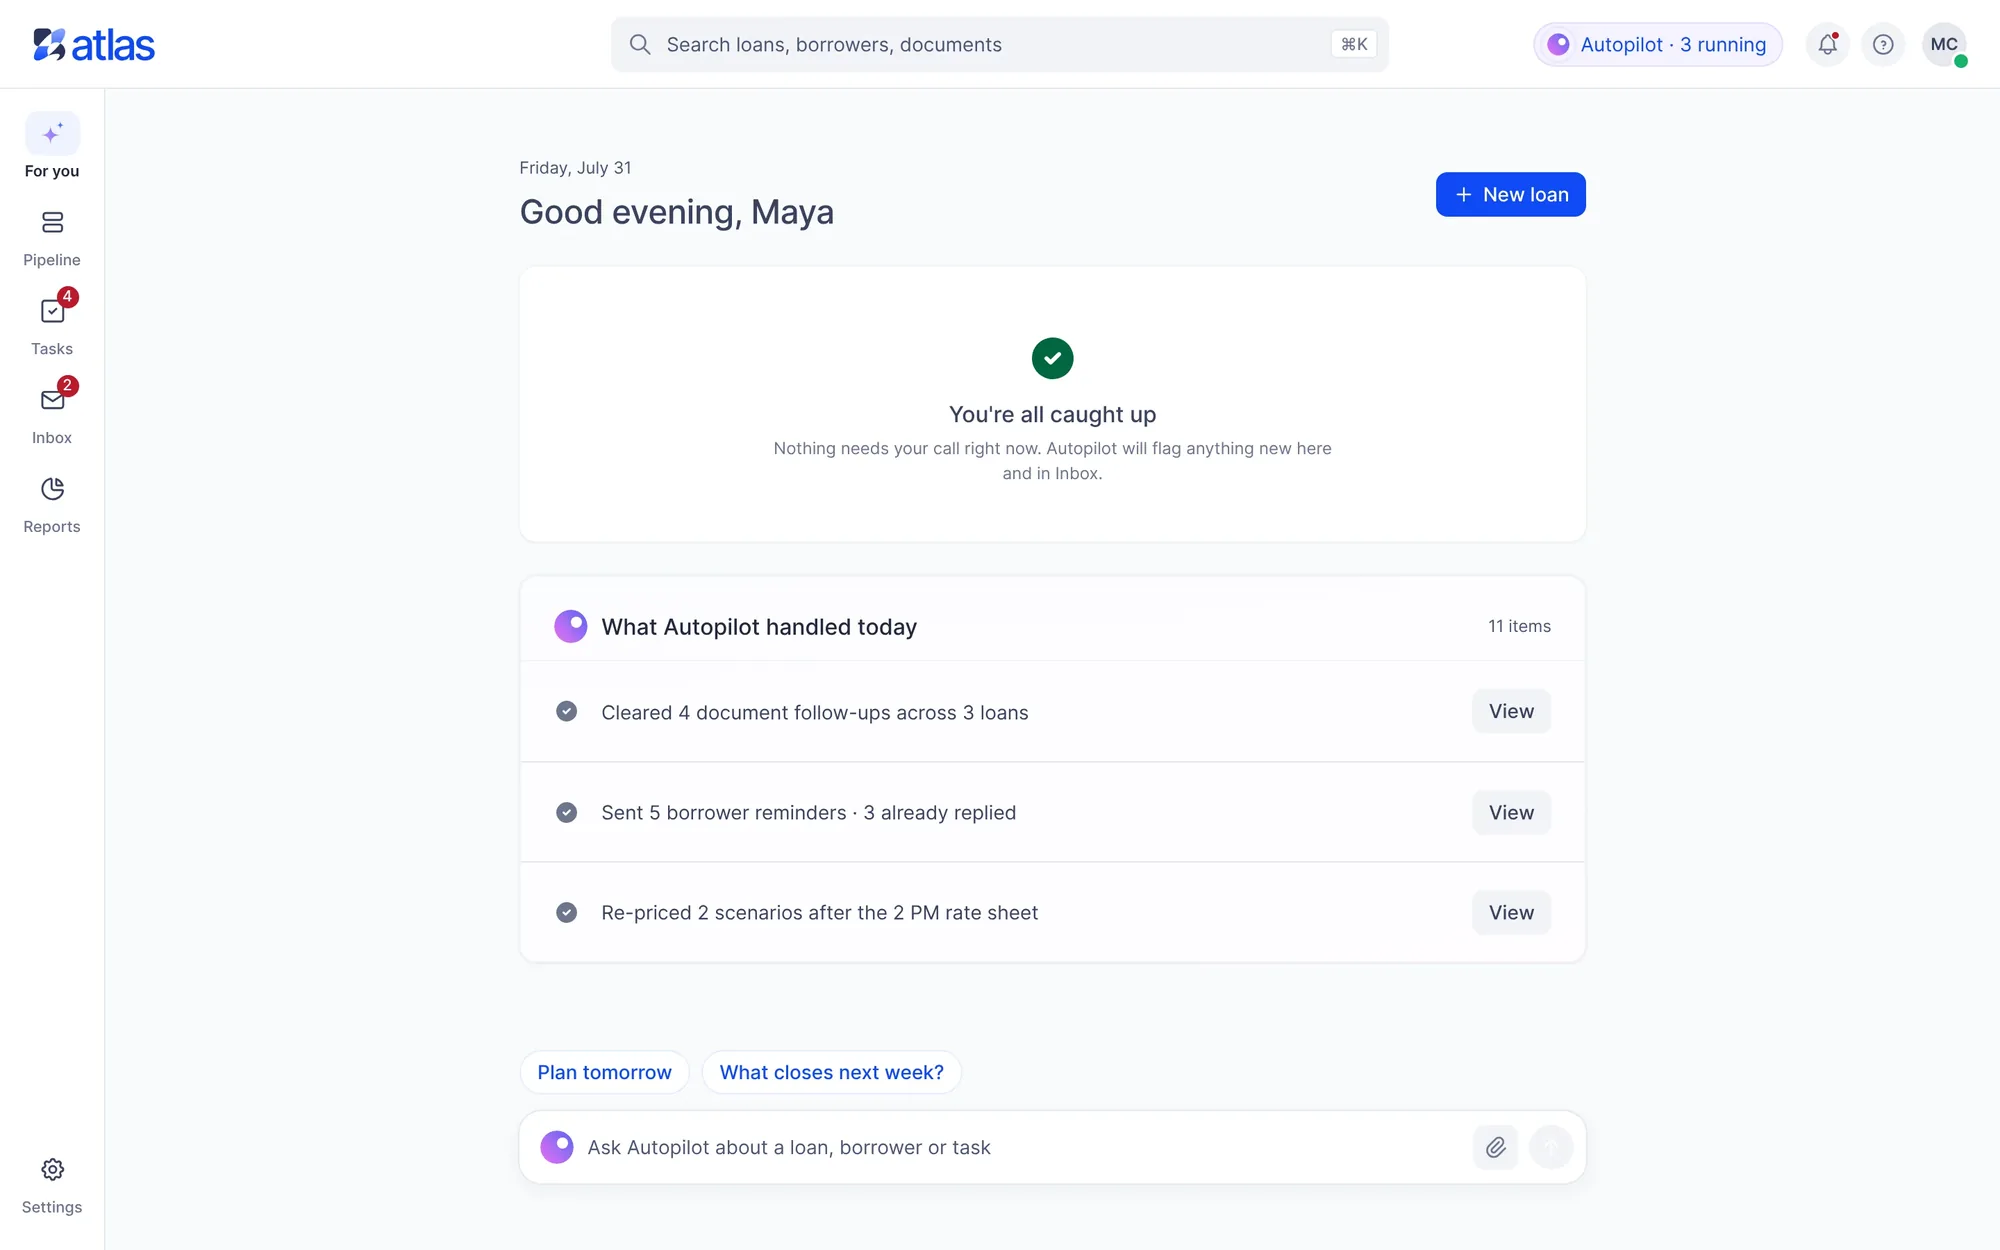 atlas
Search loans, borrowers, documents
⌘K
Autopilot · 3 running
MC
For you
Pipeline
4
Tasks
2
Inbox
Reports
Settings
Friday, July 31
Good evening, Maya
+ New loan
You're all caught up
Nothing needs your call right now. Autopilot will flag anything new here
and in Inbox.
What Autopilot handled today
11 items
Cleared 4 document follow-ups across 3 loans
View
Sent 5 borrower reminders · 3 already replied
View
Re-priced 2 scenarios after the 2 PM rate sheet
View
Plan tomorrow
What closes next week?
Ask Autopilot about a loan, borrower or task